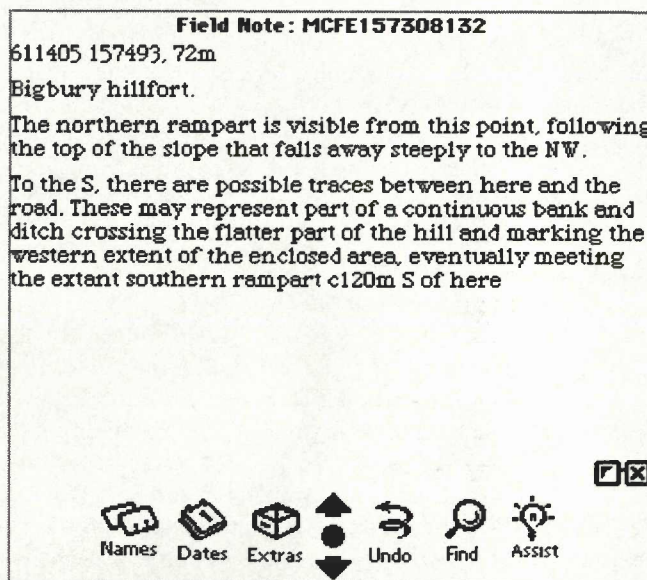 Field Note: MCFE157308132
611405 157493, 72m
Bigbury hillfort.
The northern rampart is visible from this point, following
the top of the slope that falls away steeply to the NW.
To the S, there are possible traces between here and the
road. These may represent part of a continuous bank and
ditch crossing the flatter part of the hill and marking the
western extent of the enclosed area, eventually meeting
the extant southern rampart c120m S of here
Names Dates Extras Undo Find Assist